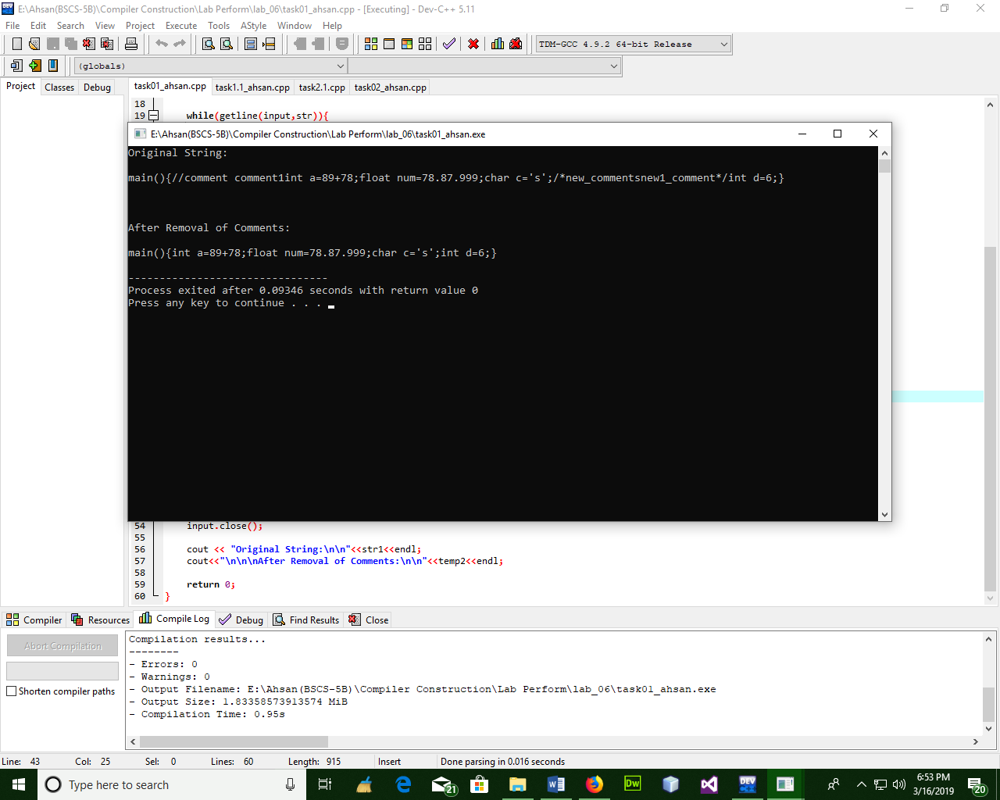 E:\Ahsan(BSCS-5B)\Compiler Construction\Lab Perform\lab_06\task01_ahsan.cpp - [Executing] - Dev-C++ 5.11
File Edit Search View Project Execute Tools AStyle Window Help
TDM-GCC 4.9.2 64-bit Release
(globals)
Project Classes Debug
task01_ahsan.cpp task1.1_ahsan.cpp task2.1.cpp task02_ahsan.cpp
18
19 while(getline(input,str)){
E:\Ahsan(BSCS-5B)\Compiler Construction\Lab Perform\lab_06\task01_ahsan.exe
Original String:
main(){//comment comment1int a=89+78;float num=78.87.999;char c='s';/*new_commentsnew1_comment*/int d=6;}
After Removal of Comments:
main(){int a=89+78;float num=78.87.999;char c='s';int d=6;}
--------------------------------
Process exited after 0.09346 seconds with return value 0
Press any key to continue . . .
54 input.close();
55
56 cout << "Original String:\n\n"<<str1<<endl;
57 cout<<"\n\n\nAfter Removal of Comments:\n\n"<<temp2<<endl;
58
59 return 0;
60 }
Compiler Resources Compile Log Debug Find Results Close
Abort Compilation
Shorten compiler paths
Compilation results...
--------
- Errors: 0
- Warnings: 0
- Output Filename: E:\Ahsan(BSCS-5B)\Compiler Construction\Lab Perform\lab_06\task01_ahsan.exe
- Output Size: 1.83358573913574 MiB
- Compilation Time: 0.95s
Line: 43 Col: 25 Sel: 0 Lines: 60 Length: 915 Insert Done parsing in 0.016 seconds
Type here to search
21
Dw
DEV
6:53 PM
3/16/2019
20